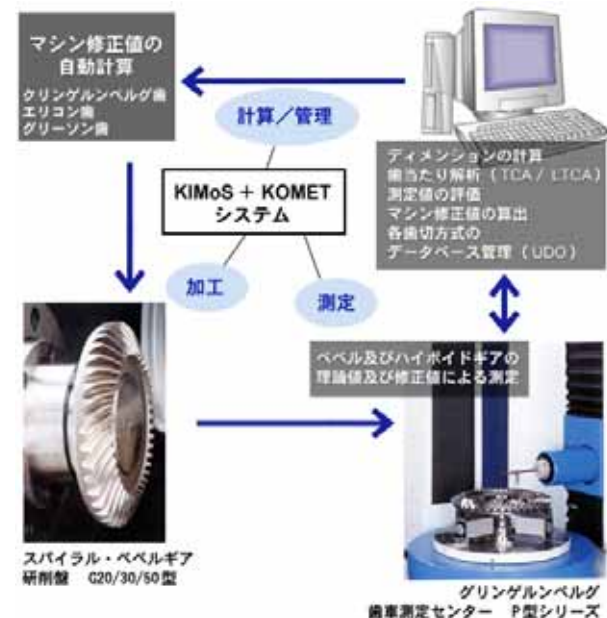 マシン修正値の
自動計算
クリンゲルンベルグ歯
エリコン歯
グリーソン歯
計算／管理
KIMoS + KOMET
システム
加工
測定
ディメンションの計算
歯当たり解析（TCA / LTCA）
測定値の評価
マシン修正値の算出
各歯切方式の
データベース管理（UDO）
ベベル及びハイポイドギアの
理論値及び修正値による測定
スパイラル・ベベルギア
研削盤　G20/30/50型
グリンゲルンベルグ
歯車測定センター　P型シリーズ